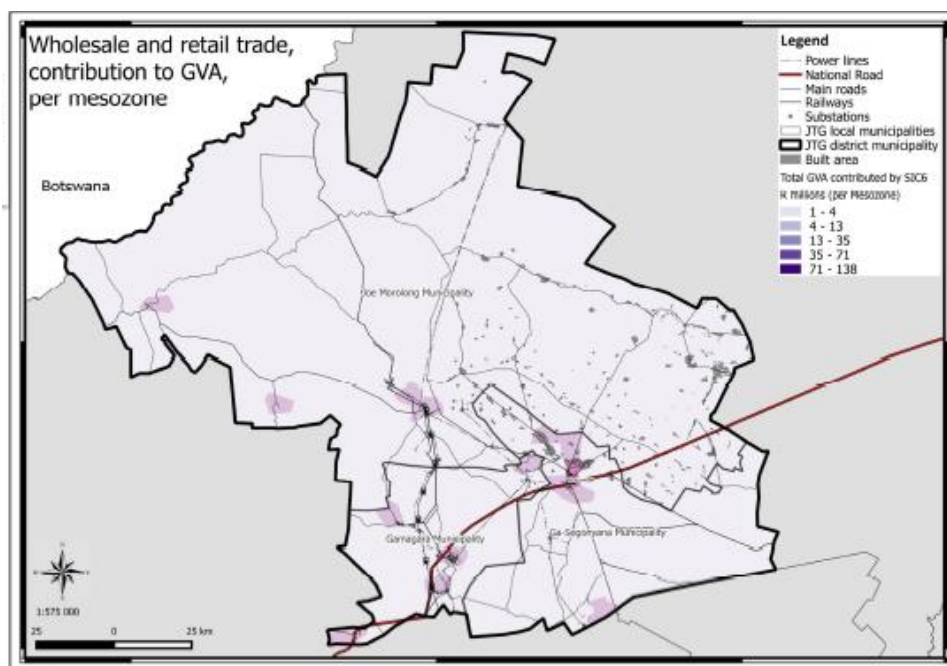 Wholesale and retail trade,
contribution to GVA,
per mesozone
Legend
Power lines
National Road
Main roads
Railways
Substations
JTG local municipalities
JTG district municipality
Built area
Total GVA contributed by SIC6
R millions (per Mesozone)
1 - 4
4 - 13
13 - 35
35 - 71
71 - 138
Botswana
Joe Morolong Municipality
Gamagara Municipality
Ga-Segonyana Municipality
1:575 000
25 0 25 km